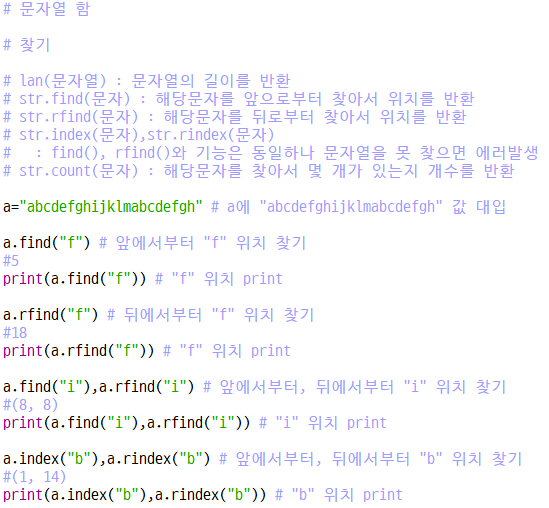 # 문자열 함
# 찾기
# lan(문자열) : 문자열의 길이를 반환
# str.find(문자) : 해당문자를 앞으로부터 찾아서 위치를 반환
# str.rfind(문자) : 해당문자를 뒤로부터 찾아서 위치를 반환
# str.index(문자),str.rindex(문자)
#   : find(), rfind()와 기능은 동일하나 문자열을 못 찾으면 에러발생
# str.count(문자) : 해당문자를 찾아서 몇 개가 있는지 개수를 반환
a="abcdefghijklmabcdefgh" # a에 "abcdefghijklmabcdefgh" 값 대입
a.find("f") # 앞에서부터 "f" 위치 찾기
#5
print(a.find("f")) # "f" 위치 print
a.rfind("f") # 뒤에서부터 "f" 위치 찾기
#18
print(a.rfind("f")) # "f" 위치 print
a.find("i"),a.rfind("i") # 앞에서부터, 뒤에서부터 "i" 위치 찾기
#(8, 8)
print(a.find("i"),a.rfind("i")) # "i" 위치 print
a.index("b"),a.rindex("b") # 앞에서부터, 뒤에서부터 "b" 위치 찾기
#(1, 14)
print(a.index("b"),a.rindex("b")) # "b" 위치 print